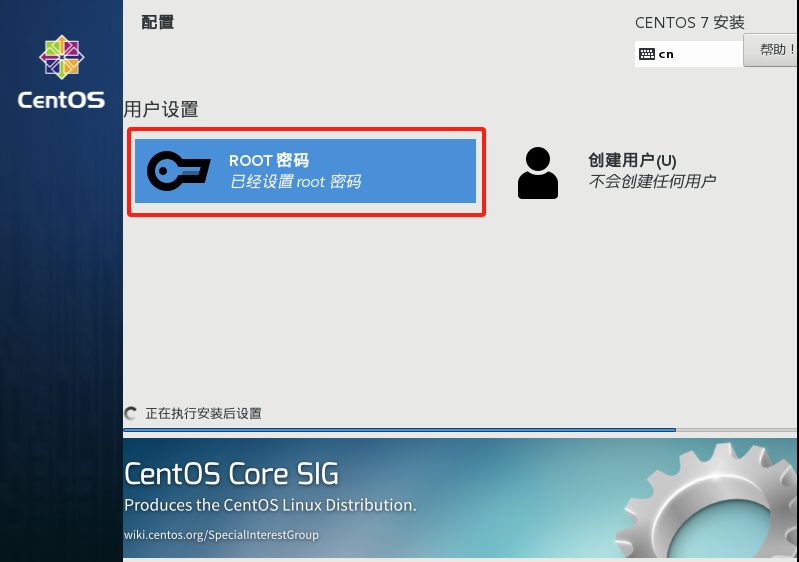 配置
CENTOS 7 安装
cn
帮助！
CentOS
用户设置
ROOT 密码
已经设置 root 密码
创建用户(U)
不会创建任何用户
正在执行安装后设置
CentOS Core SIG
Produces the CentOS Linux Distribution.
wiki.centos.org/SpecialInterestGroup